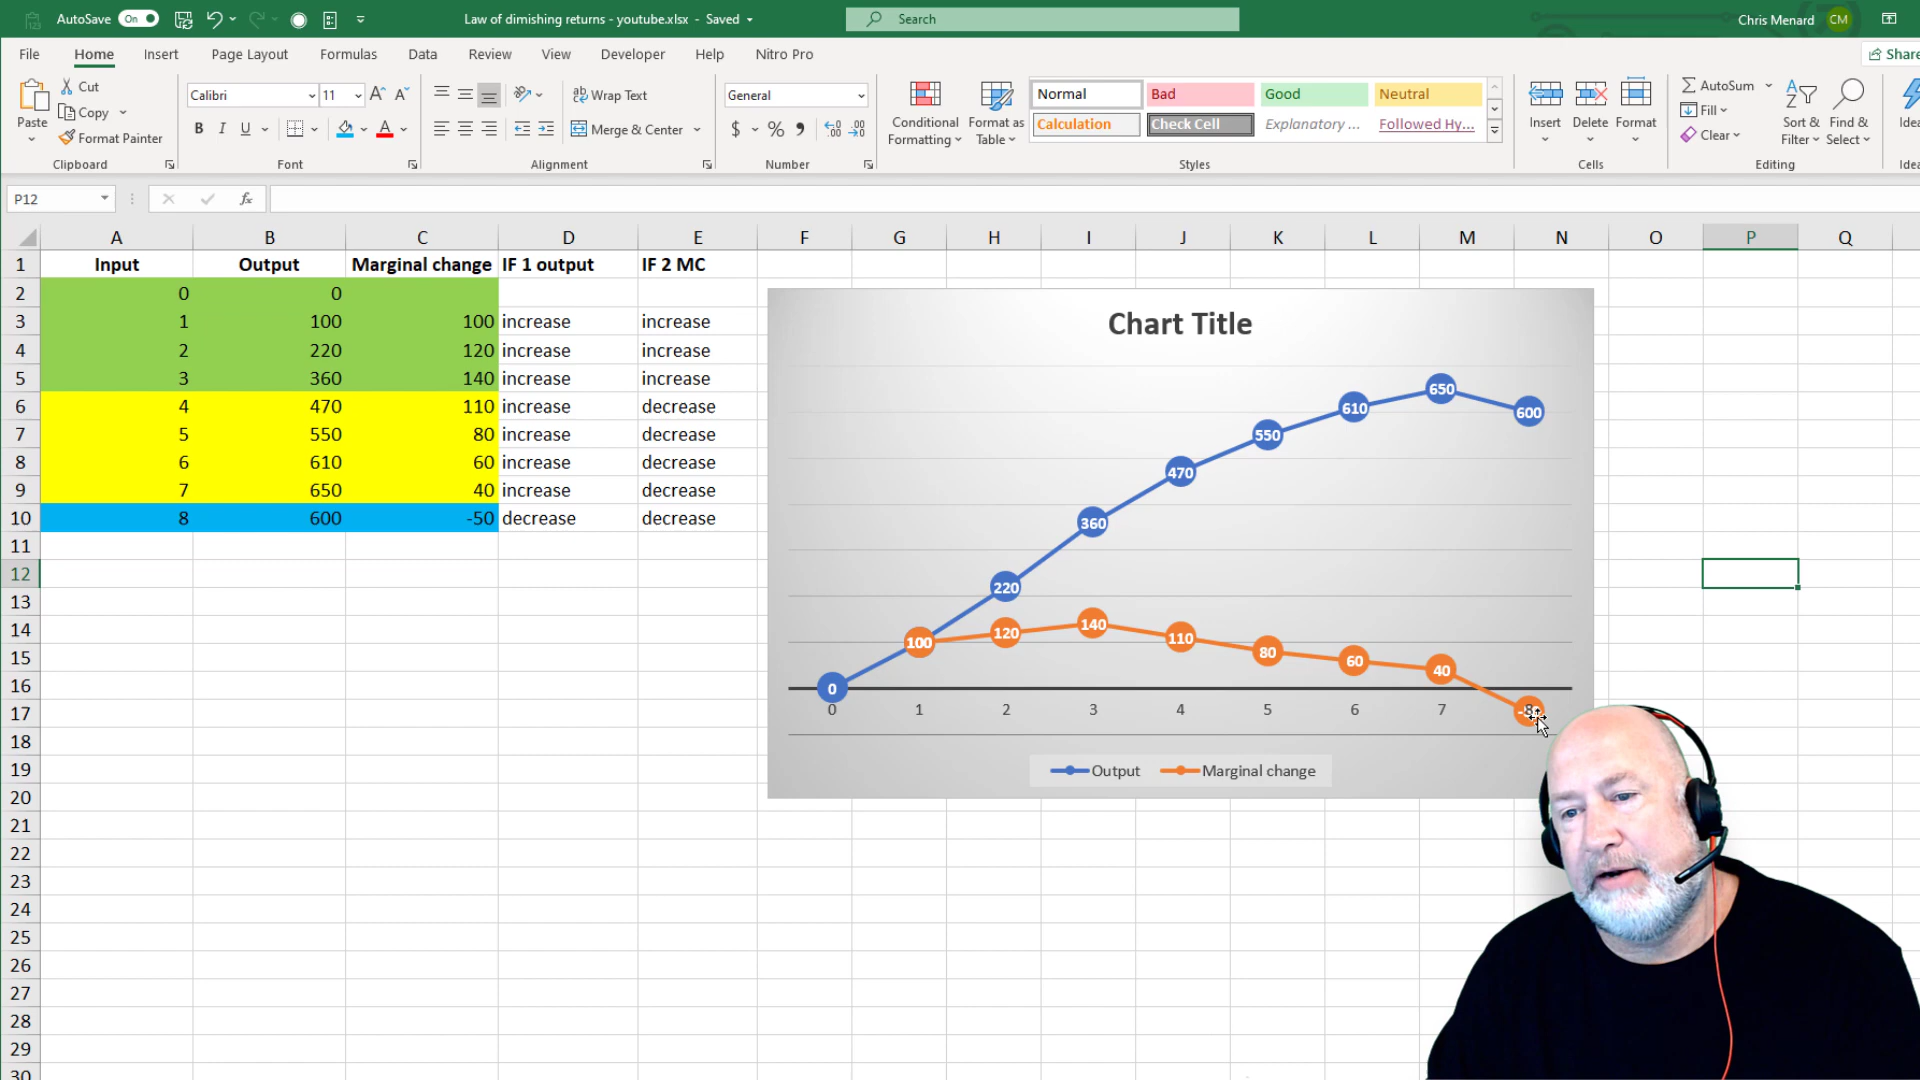 AutoSave On Law of dimishing returns - youtube.xlsx - Saved Search Chris Menard CM
File Home Insert Page Layout Formulas Data Review View Developer Help Nitro Pro Share
Paste Cut Copy Format Painter
Clipboard
Calibri 11
B I U
Font
Wrap Text
Merge & Center
Alignment
General
$ %
Number
Conditional Formatting
Format as Table
Normal Bad Good Neutral
Calculation Check Cell Explanatory ... Followed Hy...
Styles
Insert Delete Format
Cells
AutoSum
Fill
Clear
Sort & Filter
Find & Select
Editing
P12 fx
A B C D E F G H I J K L M N O P Q
1 Input Output Marginal change IF 1 output IF 2 MC
2 0 0
3 1 100 100 increase increase
4 2 220 120 increase increase
5 3 360 140 increase increase
6 4 470 110 increase decrease
7 5 550 80 increase decrease
8 6 610 60 increase decrease
9 7 650 40 increase decrease
10 8 600 -50 decrease decrease
11
12
13
14
15
16
17
18
19
20
21
22
23
24
25
26
27
28
29
30
Chart Title
0 100 220 360 470 550 610 650 600
120 140 110 80 60 40
0 1 2 3 4 5 6 7
Output Marginal change